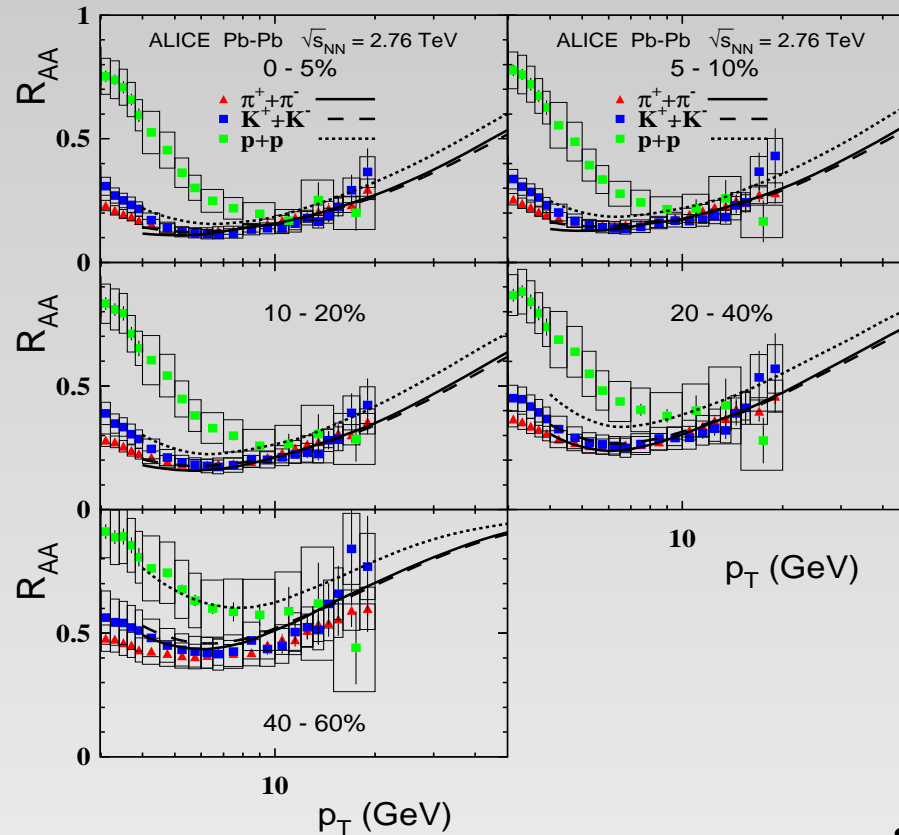 1
ALICE Pb-Pb √s_NN = 2.76 TeV
0 - 5%
π⁺+π⁻
K⁺+K⁻
p+p
R_AA
0.5
0
ALICE Pb-Pb √s_NN = 2.76 TeV
5 - 10%
π⁺+π⁻
K⁺+K⁻
p+p
10 - 20%
R_AA
0.5
0
20 - 40%
10
p_T (GeV)
R_AA
0.5
0
40 - 60%
10
p_T (GeV)